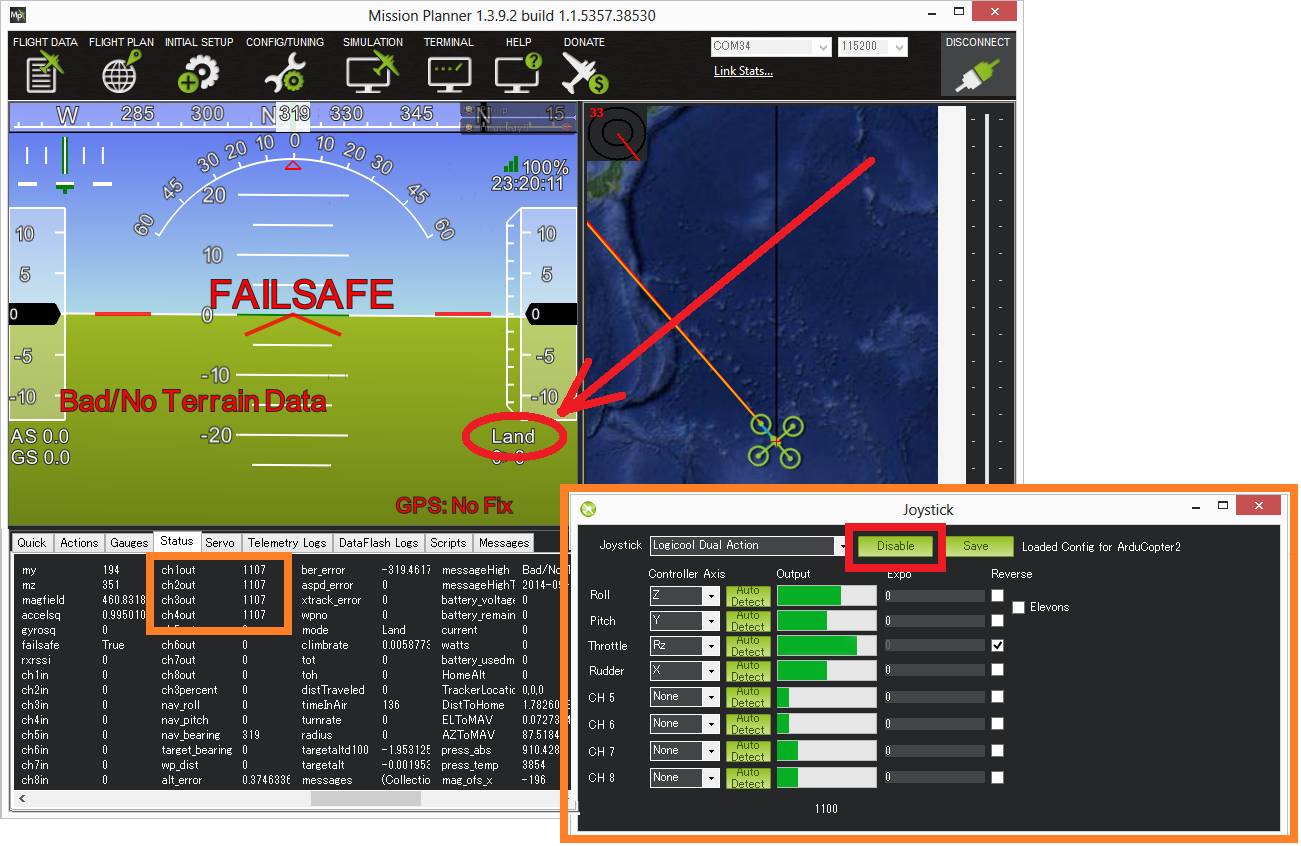 Mission Planner 1.3.9.2 build 1.1.5357.38530
FLIGHT DATA FLIGHT PLAN INITIAL SETUP CONFIG/TUNING SIMULATION TERMINAL HELP DONATE
COM34 115200
DISCONNECT
Link Stats...
W 285 300 N 319 330 345 N 15
33
60 45 30 20 10 0 10 20 30 45 60
100%
23:20:11
20
10
0
-10
-20
10
5
0
-5
-10
10
5
0
-5
-10
FAILSAFE
Bad/No Terrain Data
AS 0.0
GS 0.0
Land
GPS: No Fix
Quick Actions Gauges Status Servo Telemetry Logs DataFlash Logs Scripts Messages
my 194 ch1out 1107 ber_error -319.4617 messageHigh Bad/No
mz 351 ch2out 1107 aspd_error 0 messageHighT 2014-09-
magfield 460.8318 ch3out 1107 xtrack_error 0 battery_voltage
accelsq 0.995010 ch4out 1107 wpno 0 battery_remain
gyrosq 0 0 mode Land current 0
failsafe True ch6out 0 climbrate 0.0058773 watts 0
rxrssi 0 ch7out 0 tot 0 battery_usedm 0
ch1in 0 ch8out 0 toh 0 HomeAlt 0
ch2in 0 ch3percent 0 distTraveled 0 TrackerLocatic 0,0,0
ch3in 0 nav_roll 0 timeInAir 136 DistToHome 1.78260
ch4in 0 nav_pitch 0 turnrate 0 ELToMAV 0.07273
ch5in 0 nav_bearing 319 radius 0 AZToMAV 87.5184
ch6in 0 target_bearing 0 targetaltd100 -1.953125 press_abs 910.428
ch7in 0 wp_dist 0 targetalt -0.001953 press_temp 3854
ch8in 0 alt_error 0.3746336 messages (Collectio mag_ofs_x -196
Joystick
Joystick Logicool Dual Action Disable Save Loaded Config for ArduCopter2
Controller Axis Output Expo Reverse
Roll Z Auto Detect 0
Elevons
Pitch Y Auto Detect 0
Throttle Rz Auto Detect 0
Rudder X Auto Detect 0
CH 5 None Auto Detect 0
CH 6 None Auto Detect 0
CH 7 None Auto Detect 0
CH 8 None Auto Detect 0
1100